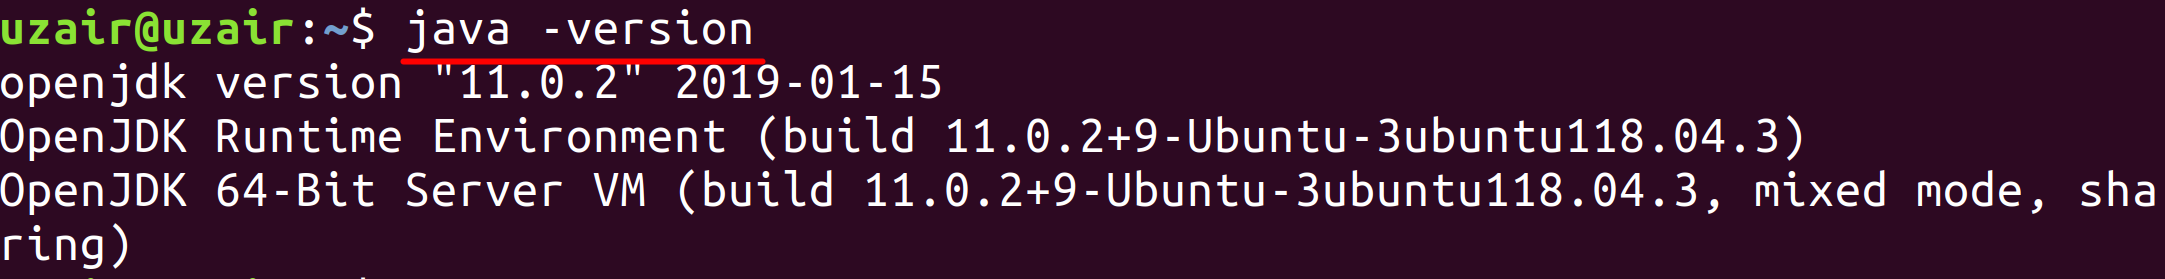 uzair@uzair:~$ java -version
openjdk version "11.0.2" 2019-01-15
OpenJDK Runtime Environment (build 11.0.2+9-Ubuntu-3ubuntu118.04.3)
OpenJDK 64-Bit Server VM (build 11.0.2+9-Ubuntu-3ubuntu118.04.3, mixed mode, sha
ring)